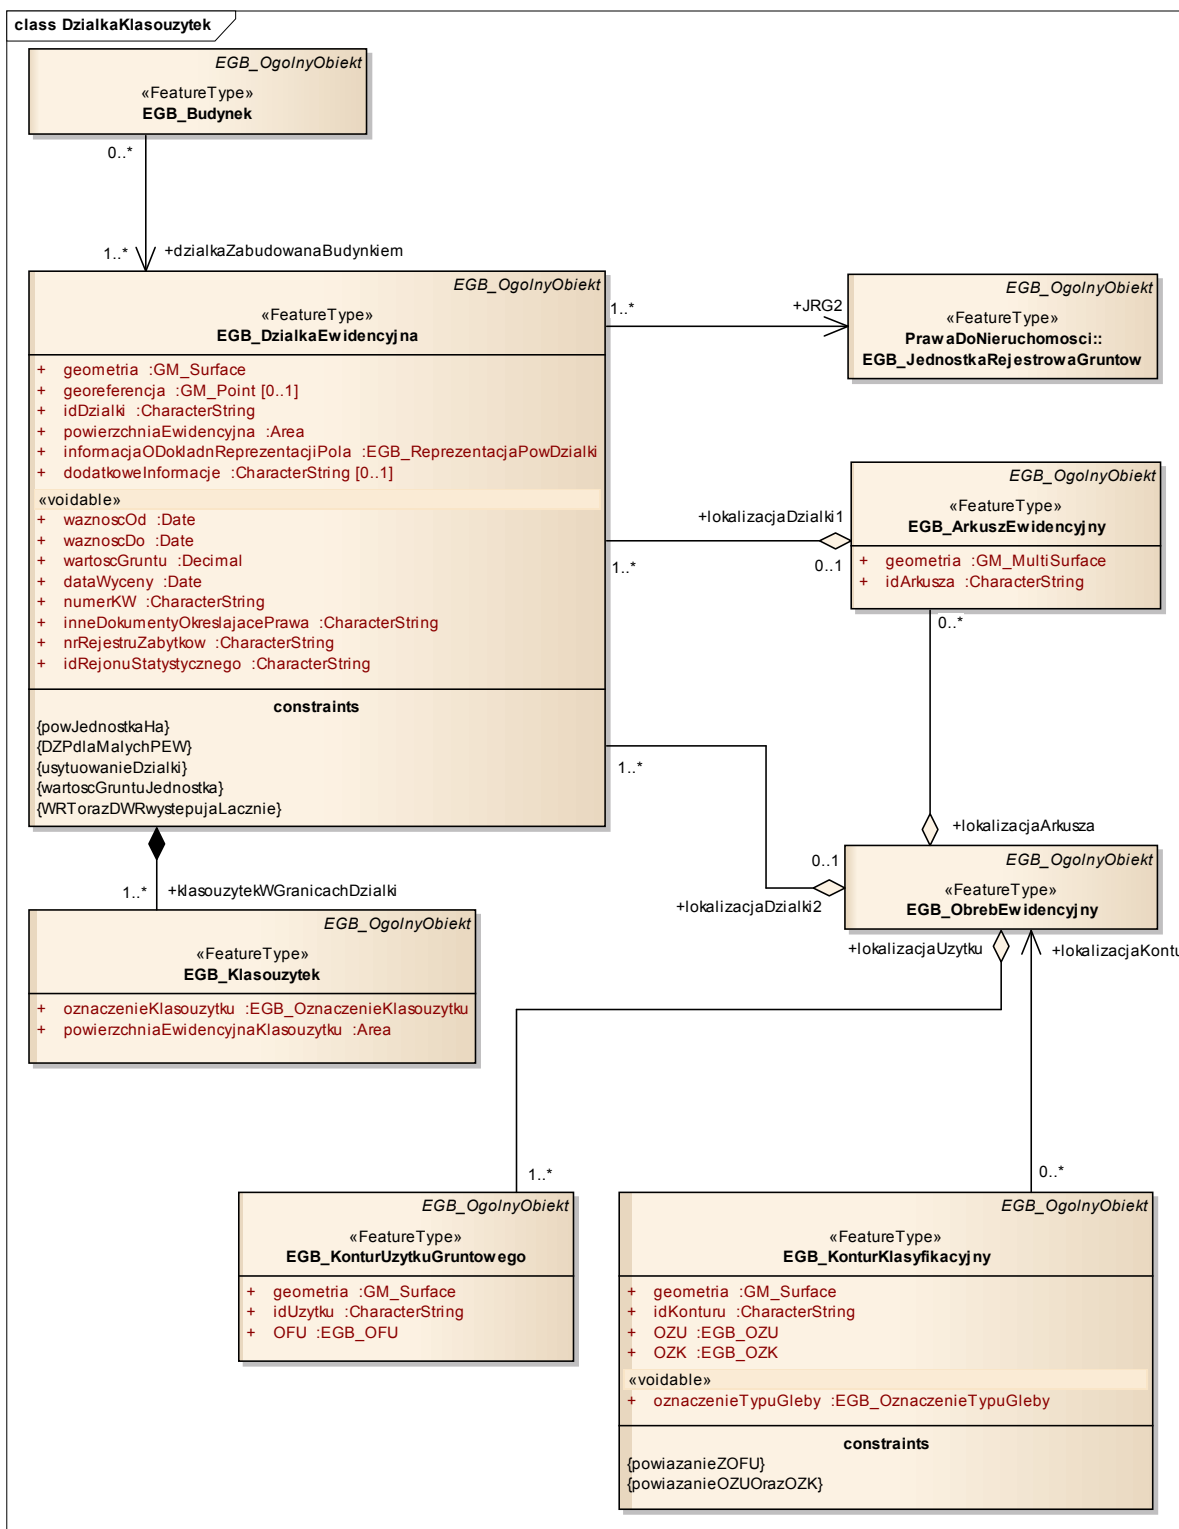 class DzialkaKlasouzytek
EGB_OgolnyObiekt
«FeatureType»
EGB_Budynek
0..*
1..*
+dzialkaZabudowanaBudynkiem
EGB_OgolnyObiekt
«FeatureType»
EGB_DzialkaEwidencyjna
+ geometria :GM_Surface
+ georeferencja :GM_Point [0..1]
+ idDzialki :CharacterString
+ powierzchniaEwidencyjna :Area
+ informacjaODokladnReprezentacjiPola :EGB_ReprezentacjaPowDzialki
+ dodatkoweInformacje :CharacterString [0..1]
«voidable»
+ waznoscOd :Date
+ waznoscDo :Date
+ wartoscGruntu :Decimal
+ dataWyceny :Date
+ numerKW :CharacterString
+ inneDokumentyOkreslajacePrawa :CharacterString
+ nrRejestruZabytkow :CharacterString
+ idRejonuStatystycznego :CharacterString
constraints
{powJednostkaHa}
{DZPdlaMalychPEW}
{usytuowanieDzialki}
{wartoscGruntuJednostka}
{WRTorazDWRwystepujaLacznie}
1..*
+JRG2
EGB_OgolnyObiekt
«FeatureType»
PrawaDoNieruchomosci::
EGB_JednostkaRejestrowaGruntow
+lokalizacjaDzialki1
1..*
0..1
EGB_OgolnyObiekt
«FeatureType»
EGB_ArkuszEwidencyjny
+ geometria :GM_MultiSurface
+ idArkusza :CharacterString
0..*
+lokalizacjaArkusza
1..*
0..1
+lokalizacjaDzialki2
EGB_OgolnyObiekt
«FeatureType»
EGB_ObrebEwidencyjny
+lokalizacjaUzytku
+lokalizacjaKontu
1..*
+klasouzytekWGranicachDzialki
EGB_OgolnyObiekt
«FeatureType»
EGB_Klasouzytek
+ oznaczenieKlasouzytku :EGB_OznaczenieKlasouzytku
+ powierzchniaEwidencyjnaKlasouzytku :Area
1..*
0..*
EGB_OgolnyObiekt
«FeatureType»
EGB_KonturUzytkuGruntowego
+ geometria :GM_Surface
+ idUzytku :CharacterString
+ OFU :EGB_OFU
EGB_OgolnyObiekt
«FeatureType»
EGB_KonturKlasyfikacyjny
+ geometria :GM_Surface
+ idKonturu :CharacterString
+ OZU :EGB_OZU
+ OZK :EGB_OZK
«voidable»
+ oznaczenieTypuGleby :EGB_OznaczenieTypuGleby
constraints
{powiazanieZOFU}
{powiazanieOZUOrazOZK}